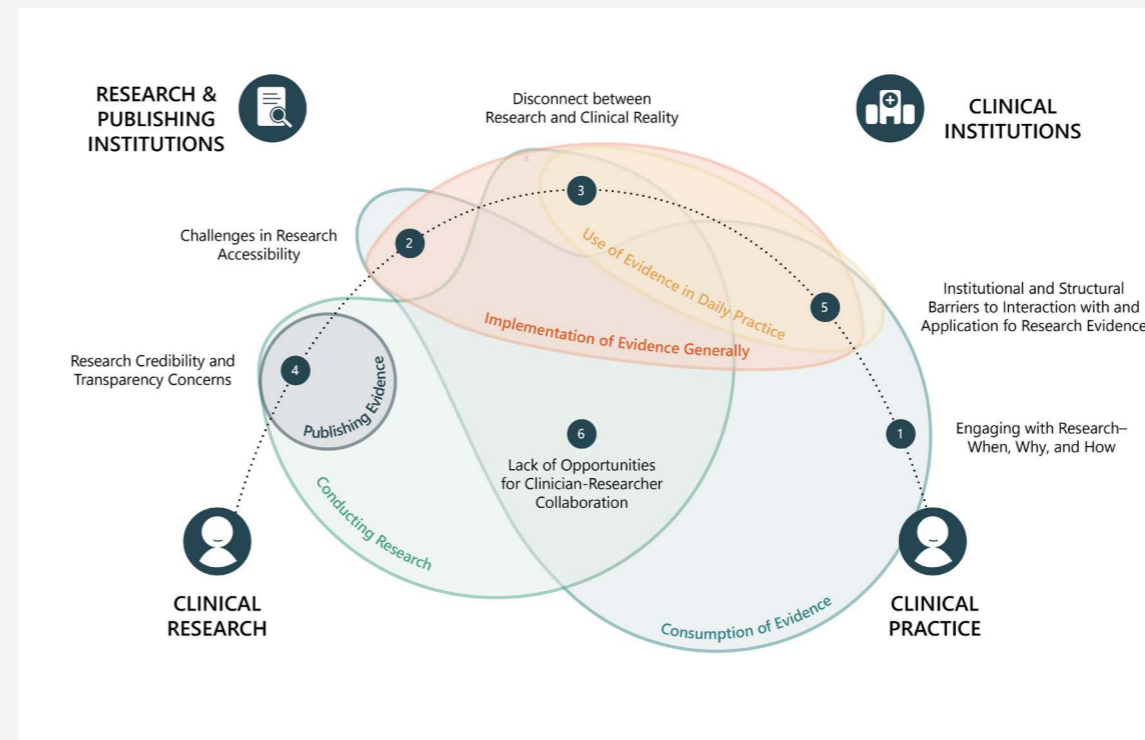 RESEARCH &
PUBLISHING
INSTITUTIONS
Disconnect between
Research and Clinical Reality
CLINICAL
INSTITUTIONS
3
Challenges in Research
Accessibility
2
Use of Evidence in Daily Practice
5
Institutional and Structural
Barriers to Interaction with and
Application fo Research Evidence
Implementation of Evidence Generally
Research Credibility and
Transparency Concerns
4
Publishing Evidence
6
Lack of Opportunities
for Clinician-Researcher
Collaboration
1
Engaging with Research–
When, Why, and How
Conducting Research
CLINICAL
RESEARCH
Consumption of Evidence
CLINICAL
PRACTICE